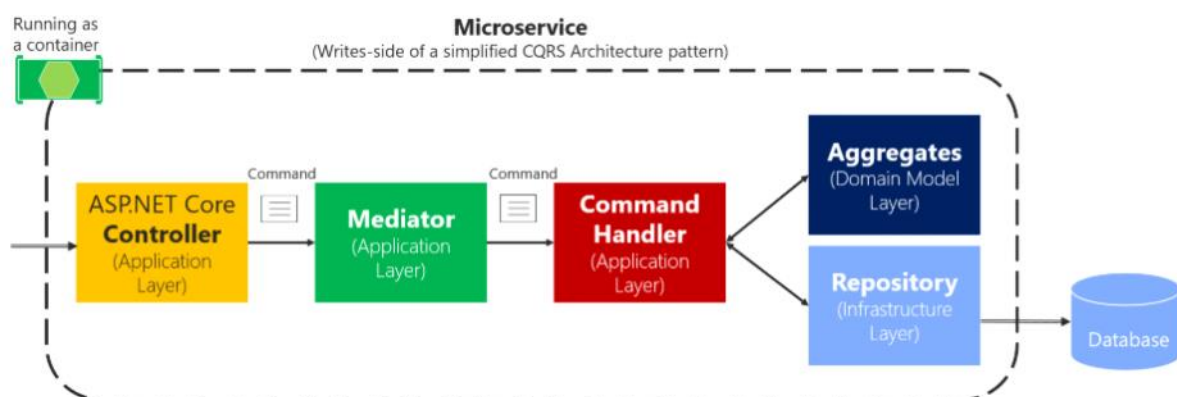 Running as
a container
Microservice
(Writes-side of a simplified CQRS Architecture pattern)
Command
Command
ASP.NET Core
Controller
(Application
Layer)
Mediator
(Application
Layer)
Command
Handler
(Application
Layer)
Aggregates
(Domain Model
Layer)
Repository
(Infrastructure
Layer)
Database